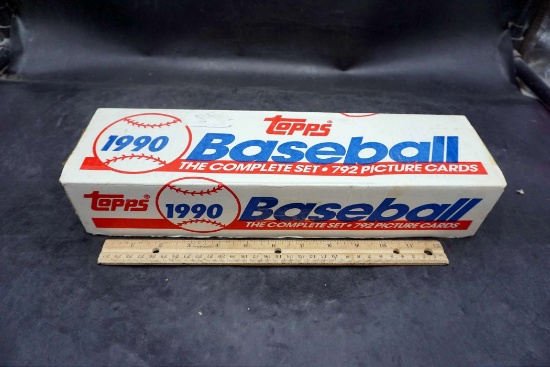 Topps®
1990 Baseball
THE COMPLETE SET • 792 PICTURE CARDS
Topps®
1990 Baseball
THE COMPLETE SET • 792 PICTURE CARDS